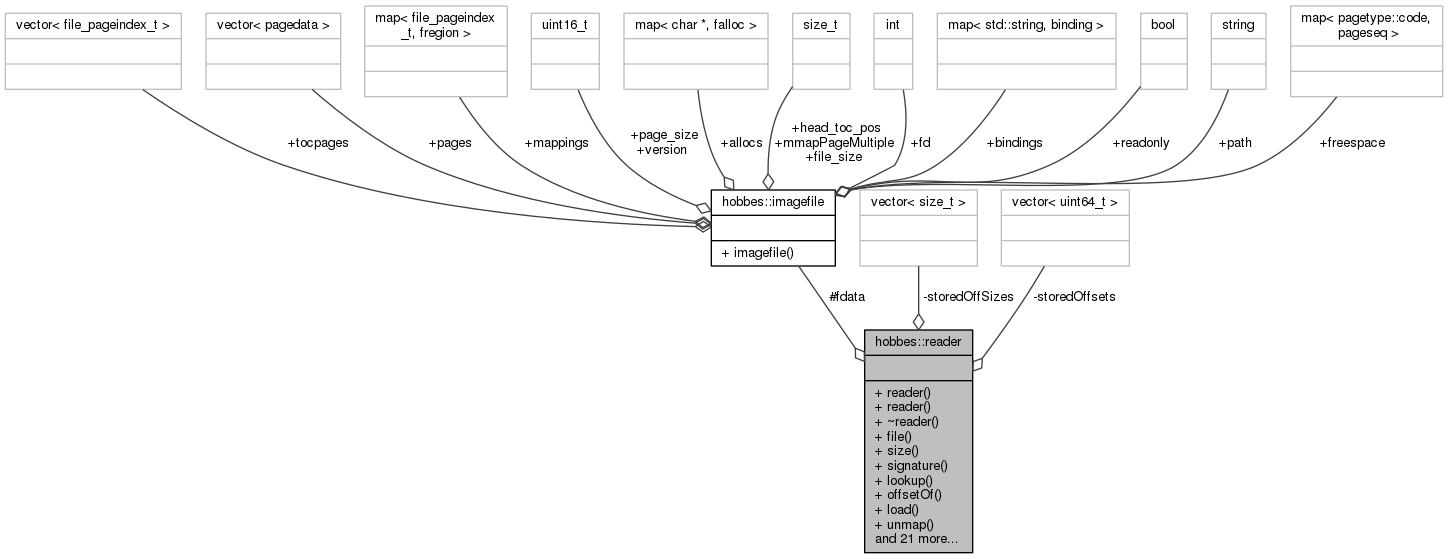 vector< file_pageindex_t >
vector< pagedata >
map< file_pageindex
_t, fregion >
uint16_t
map< char *, falloc >
size_t
int
map< std::string, binding >
bool
string
map< pagetype::code,
pageseq >
+tocpages
+pages
+mappings
+page_size
+version
+allocs
+head_toc_pos
+mmapPageMultiple
+file_size
+fd
+bindings
+readonly
+path
+freespace
hobbes::imagefile
+ imagefile()
vector< size_t >
vector< uint64_t >
#fdata
-storedOffSizes
-storedOffsets
hobbes::reader
+ reader()
+ reader()
+ ~reader()
+ file()
+ size()
+ signature()
+ lookup()
+ offsetOf()
+ load()
+ unmap()
and 21 more...